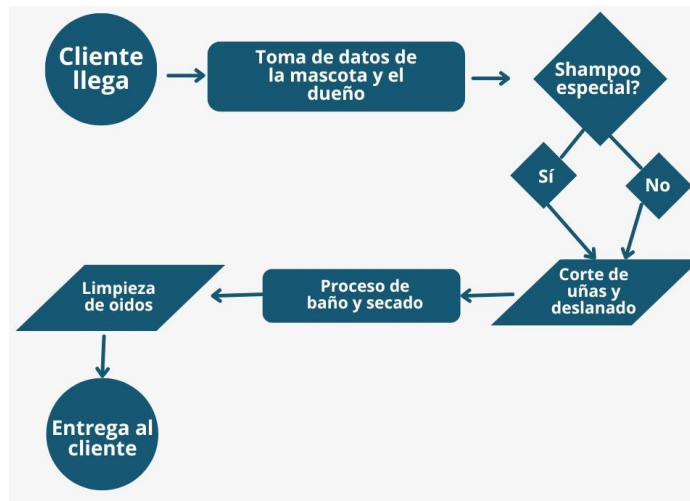 Cliente
llega
Toma de datos de
la mascota y el
dueño
Shampoo
especial?
Sí
No
Corte de
uñas y
deslanado
Proceso de
baño y secado
Limpieza
de oidos
Entrega al
cliente